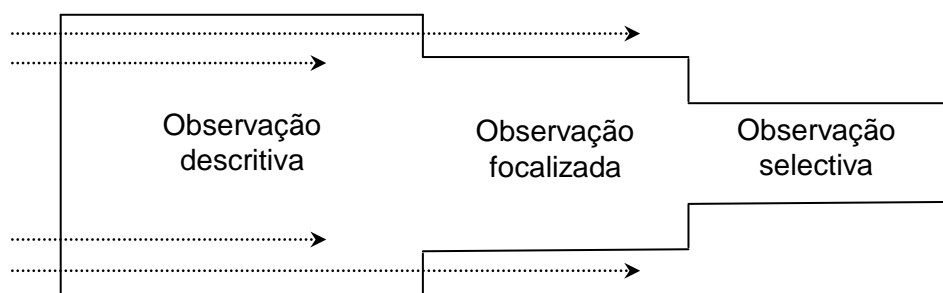 Observação
descritiva
Observação
focalizada
Observação
selectiva